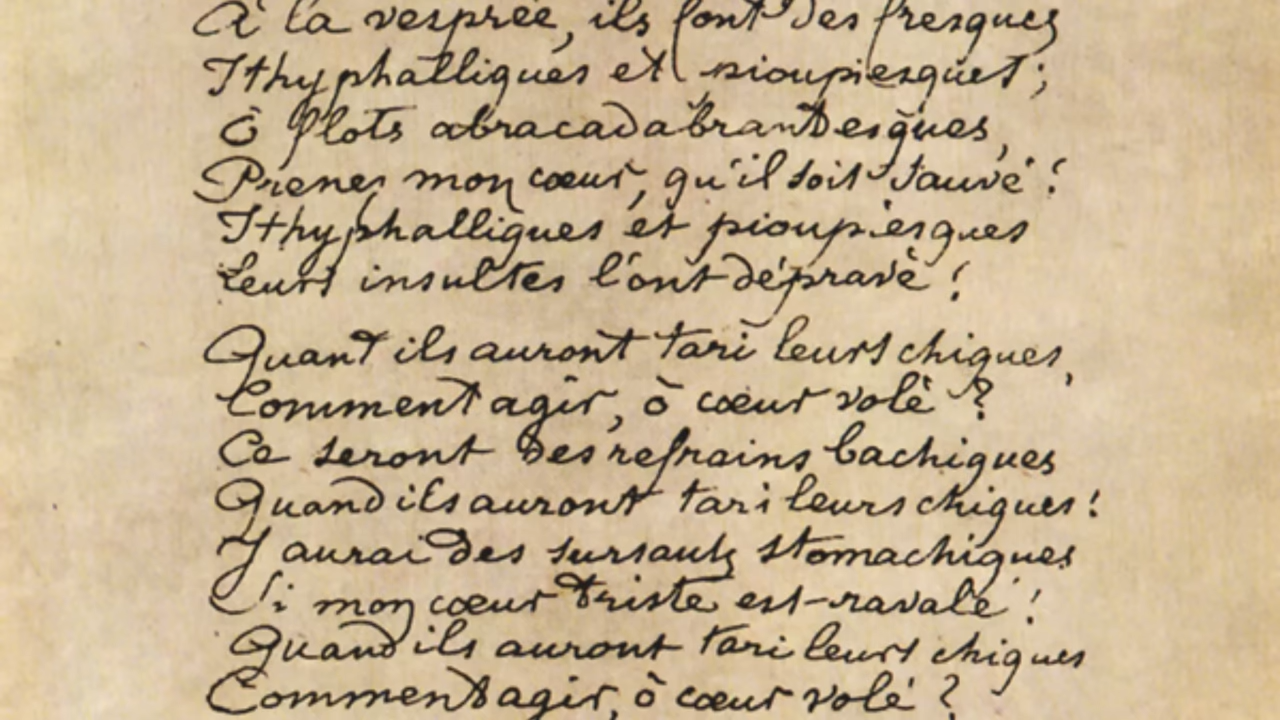 À la vesprée, ils font des fresques
Ithyphalliques et pioupiesques ;
Ô flots abracadabrantesques,
Prenez mon cœur, qu'il soit sauvé !
Ithyphalliques et pioupiesques
Leurs insultes l'ont dépravé !
Quand ils auront tari leurs chiques,
Comment agir, ô cœur volé ?
Ce seront des refrains bachiques
Quand ils auront tari leurs chiques !
J'aurai des sursauts stomachiques
Si mon cœur triste est ravalé !
Quand ils auront tari leurs chiques
Comment agir, ô cœur volé ?